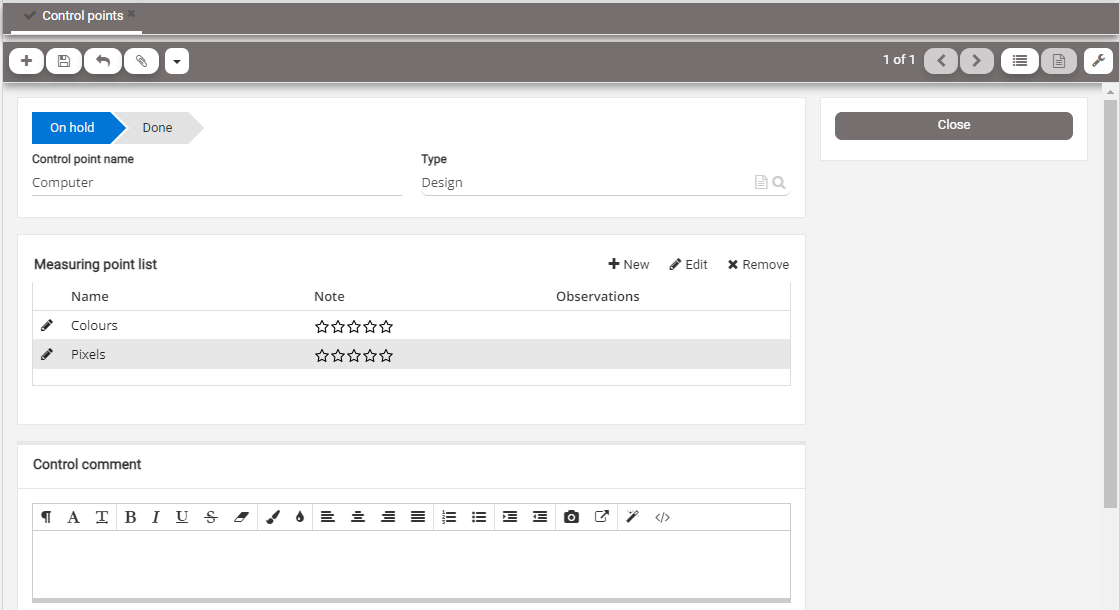 Control points
1 of 1
On hold Done
Close
Control point name Type
Computer Design
Measuring point list New Edit Remove
Name Note Observations
Colours
Pixels
Control comment